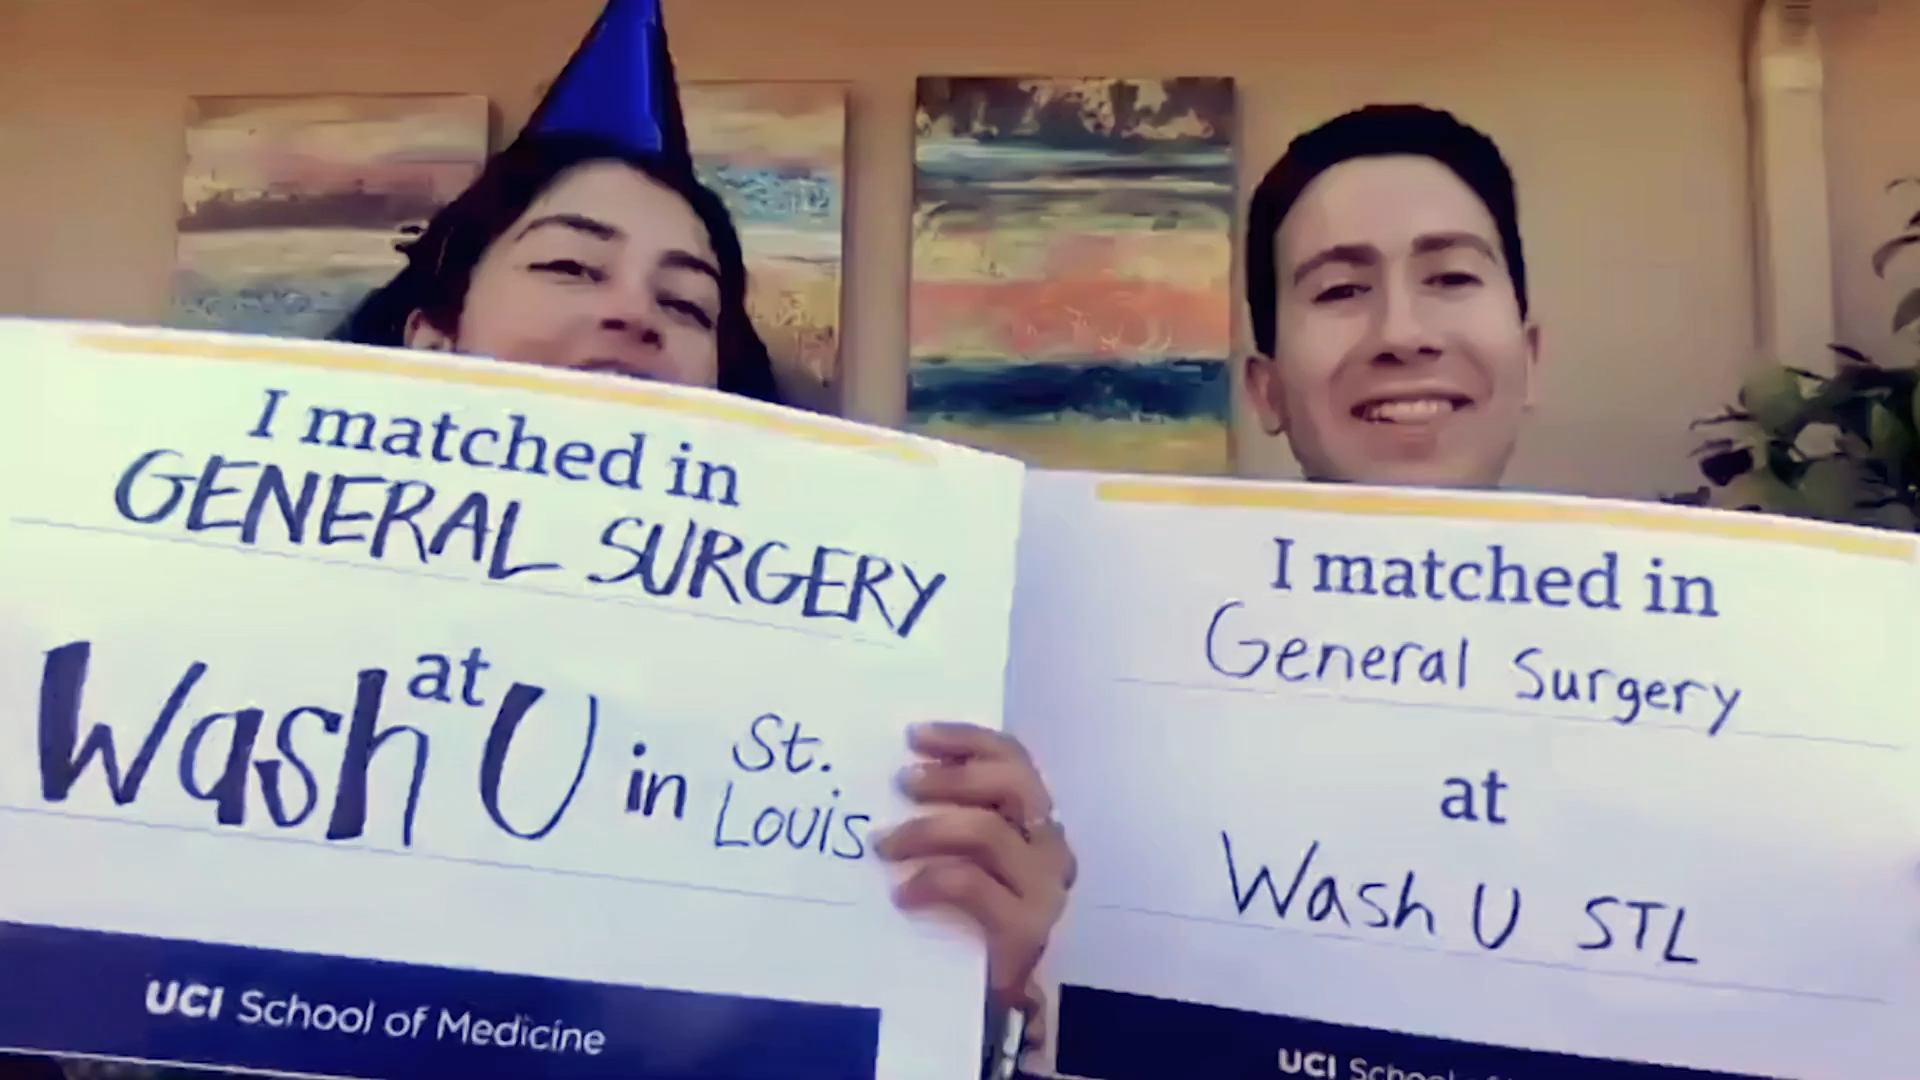 I matched in
GENERAL SURGERY
at
Wash U in St.
Louis
UCI School of Medicine
I matched in
General Surgery
at
Wash U STL
UCI School